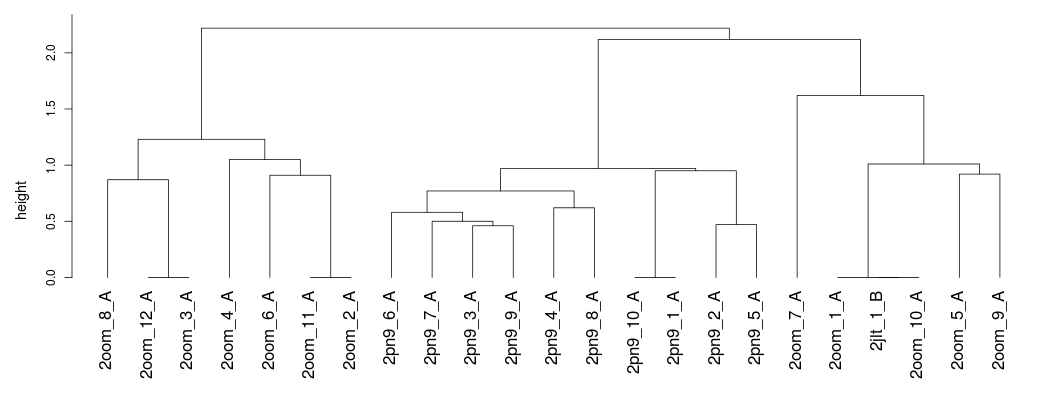 height
2.0
1.5
1.0
0.5
0.0
2oom_8_A
2oom_12_A
2oom_3_A
2oom_4_A
2oom_6_A
2oom_11_A
2oom_2_A
2pn9_6_A
2pn9_7_A
2pn9_3_A
2pn9_9_A
2pn9_4_A
2pn9_8_A
2pn9_10_A
2pn9_1_A
2pn9_2_A
2pn9_5_A
2oom_7_A
2oom_1_A
2jlt_1_B
2oom_10_A
2oom_5_A
2oom_9_A